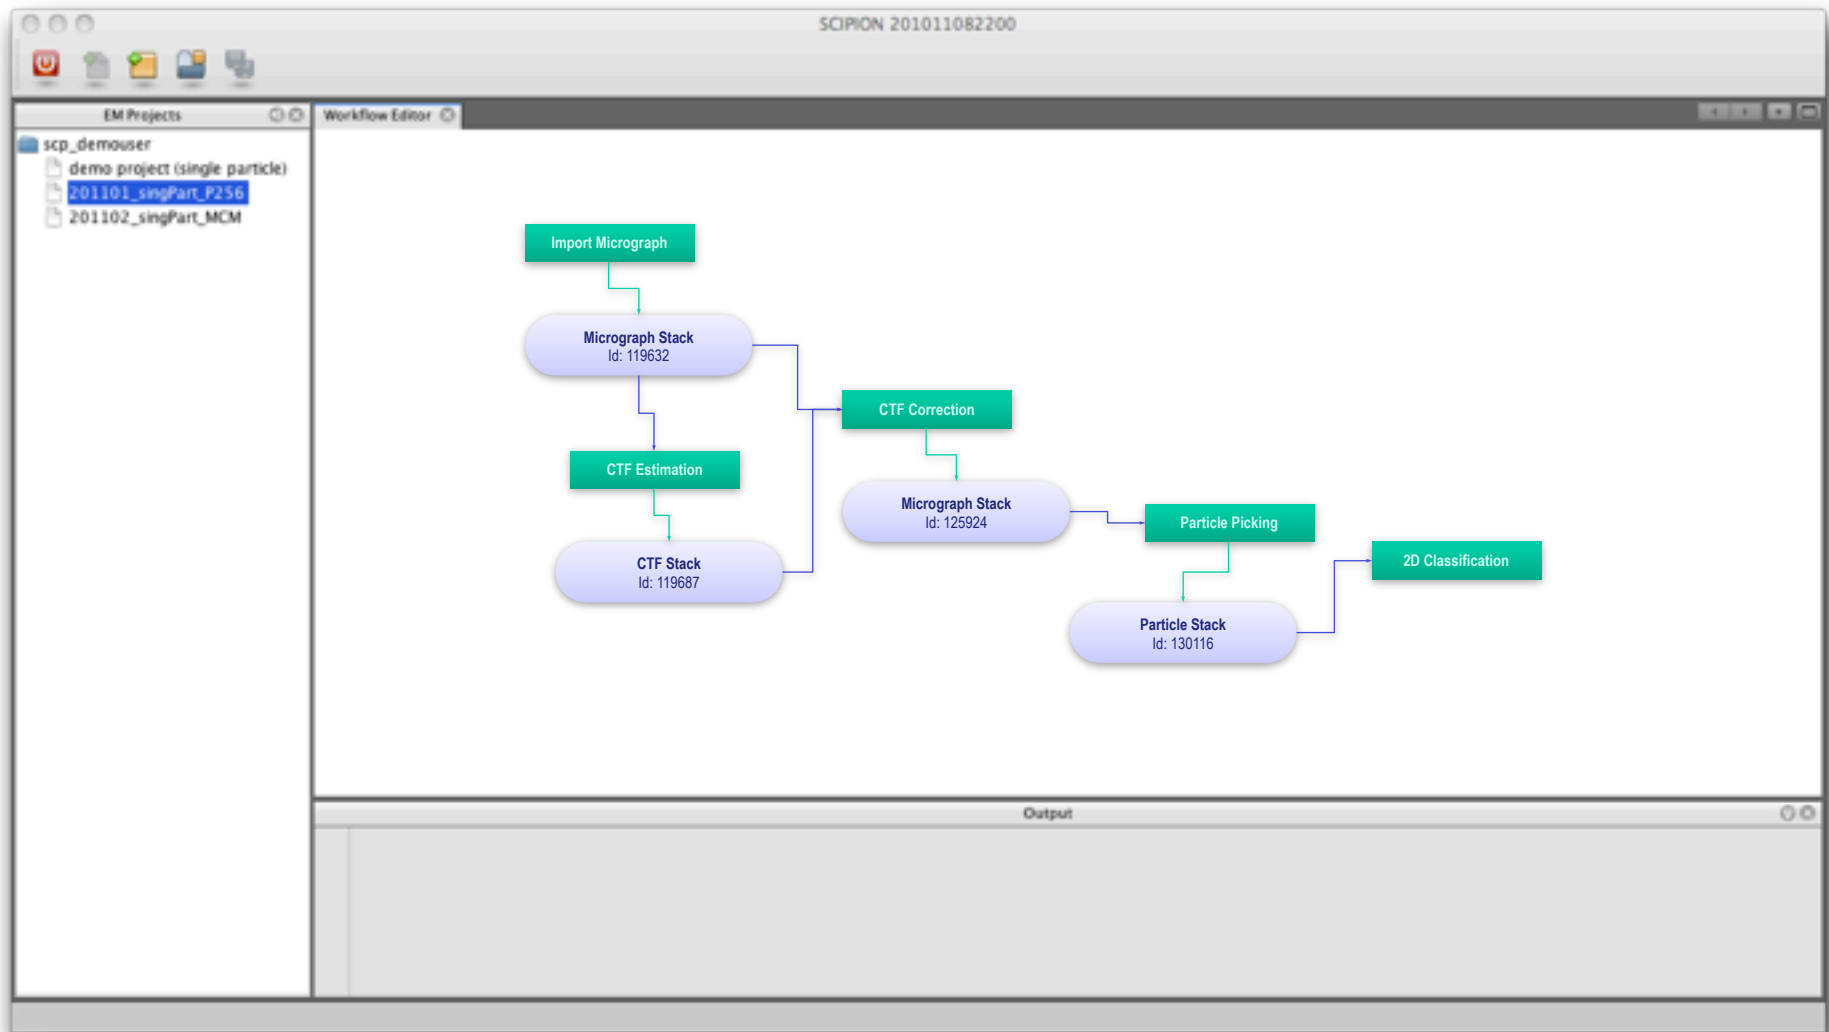 SCIPION 201011082200
EM Projects
Workflow Editor
scp_demouser
demo project (single particle)
201101_singPart_P256
201102_singPart_MCM
Import Micrograph
Micrograph Stack
Id: 119632
CTF Correction
CTF Estimation
Micrograph Stack
Id: 125924
Particle Picking
2D Classification
CTF Stack
Id: 119687
Particle Stack
Id: 130116
Output